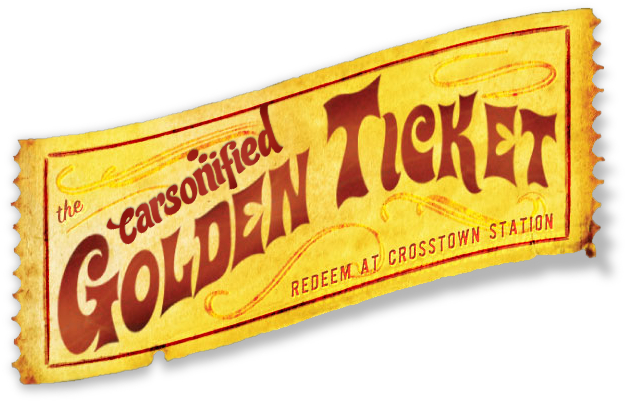 the carsonified
GOLDEN TICKET
REDEEM AT CROSSTOWN STATION